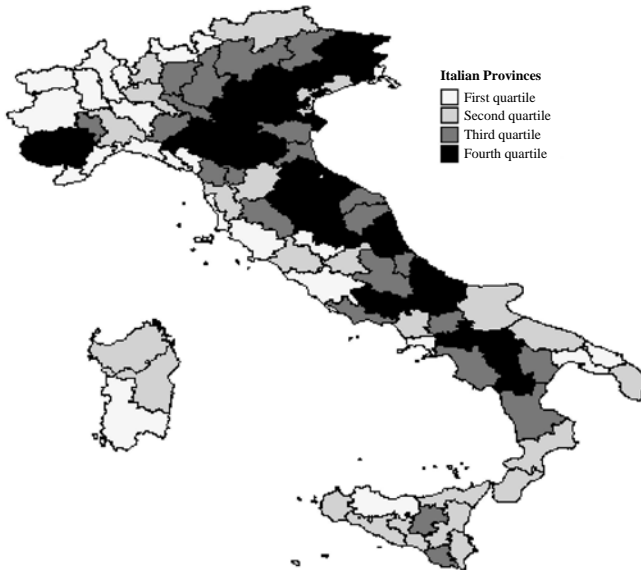 Italian Provinces
First quartile
Second quartile
Third quartile
Fourth quartile